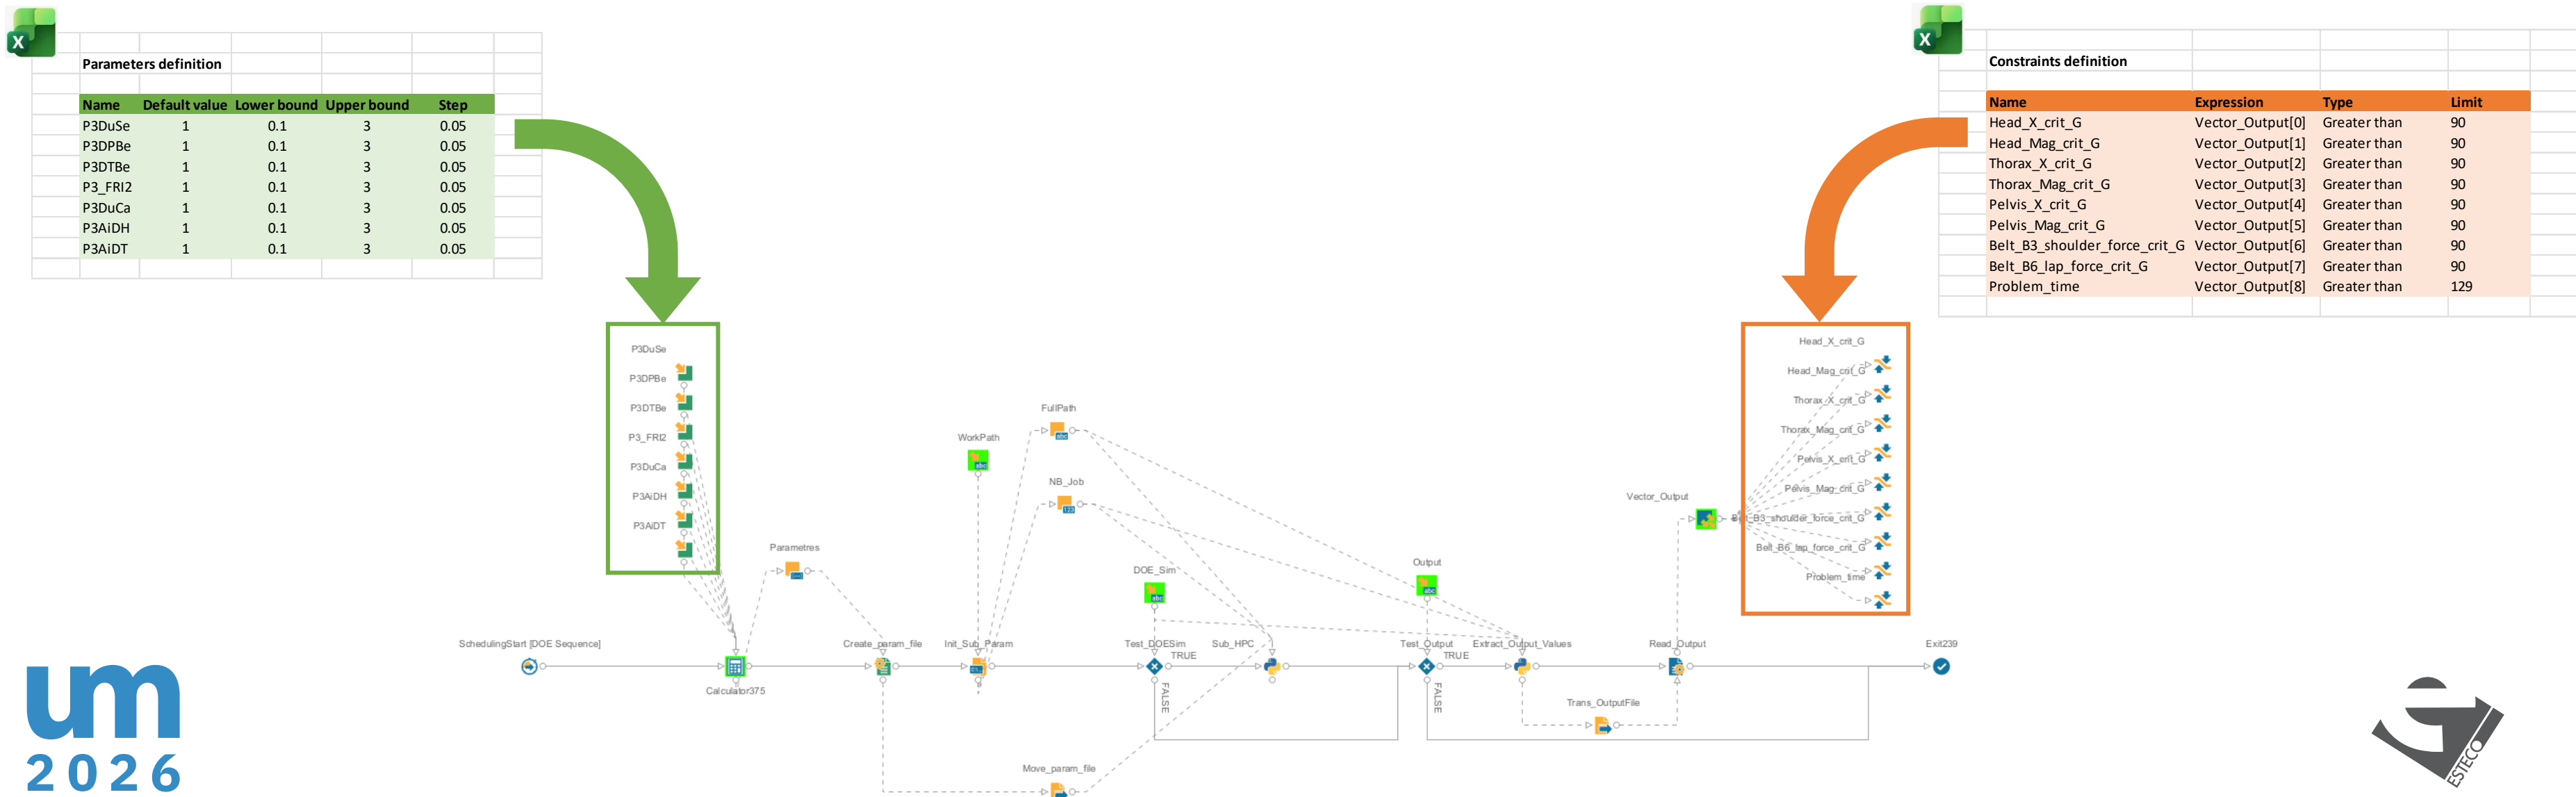 Parameters definition
Name Default value Lower bound Upper bound Step
P3DuSe 1 0.1 3 0.05
P3DPBe 1 0.1 3 0.05
P3DTBe 1 0.1 3 0.05
P3_FRI2 1 0.1 3 0.05
P3DuCa 1 0.1 3 0.05
P3AiDH 1 0.1 3 0.05
P3AiDT 1 0.1 3 0.05
Constraints definition
Name Expression Type Limit
Head_X_crit_G Vector_Output[0] Greater than 90
Head_Mag_crit_G Vector_Output[1] Greater than 90
Thorax_X_crit_G Vector_Output[2] Greater than 90
Thorax_Mag_crit_G Vector_Output[3] Greater than 90
Pelvis_X_crit_G Vector_Output[4] Greater than 90
Pelvis_Mag_crit_G Vector_Output[5] Greater than 90
Belt_B3_shoulder_force_crit_G Vector_Output[6] Greater than 90
Belt_B6_lap_force_crit_G Vector_Output[7] Greater than 90
Problem_time Vector_Output[8] Greater than 129
P3DuSe
P3DPBe
P3DTBe
P3_FRI2
P3DuCa
P3AiDH
P3AiDT
Parametres
WorkPath
FullPath
NB_Job
DOE_Sim
Output
Vector_Output
Head_X_crit_G
Head_Mag_crit_G
Thorax_X_crit_G
Thorax_Mag_crit_G
Pelvis_X_crit_G
Pelvis_Mag_crit_G
Belt_B3_shoulder_force_crit_G
Belt_B6_lap_force_crit_G
Problem_time
SchedulingStart [DOE Sequence]
Calculator375
Create_param_file
Init_Sub_Param
Test_DOESim
TRUE
FALSE
Sub_HPC
Test_Output
TRUE
FALSE
Extract_Output_Values
Read_Output
Exit239
Trans_OutputFile
Move_param_file
um
2026
ESTECO